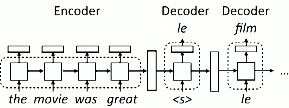 Encoder Decoder Decoder
le film
the movie was great <s> le ...